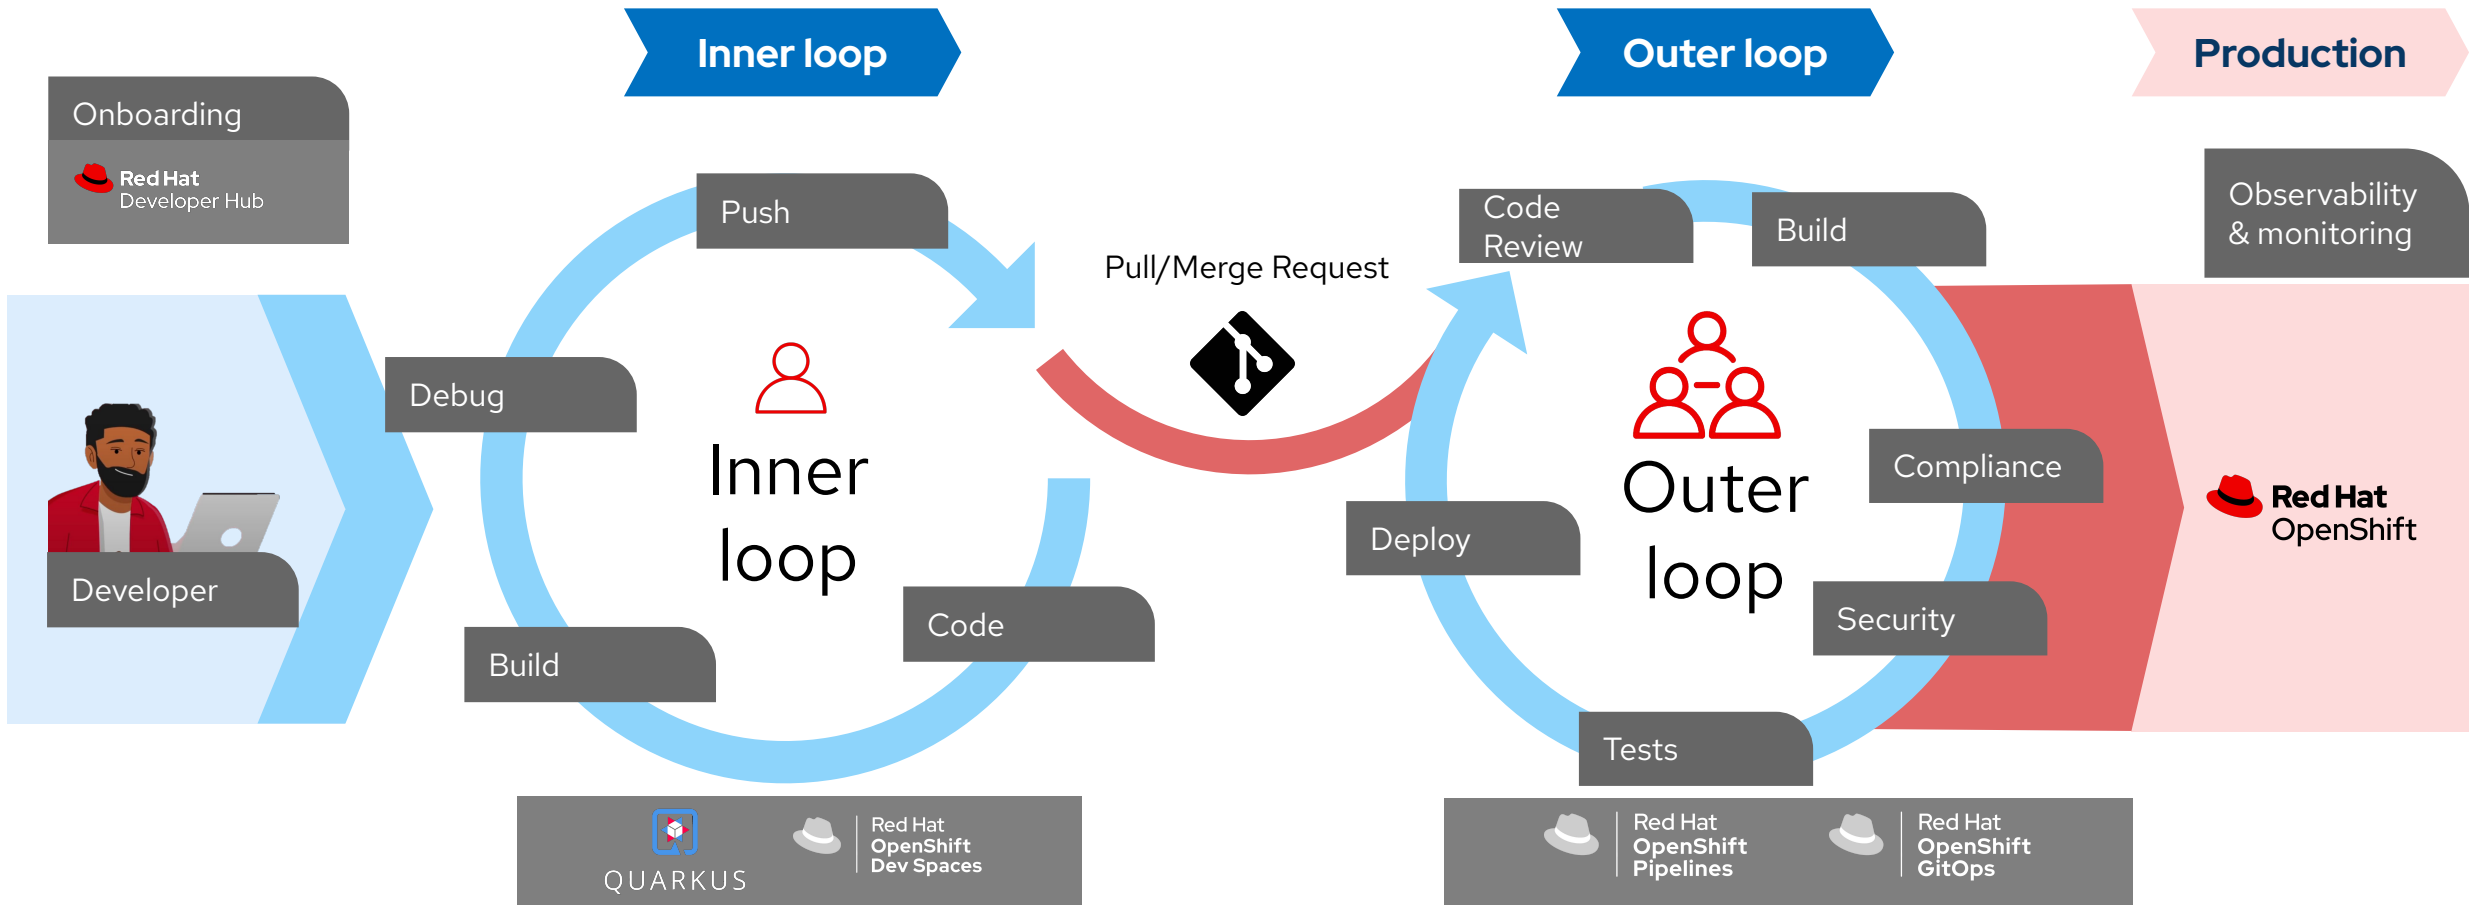 Inner loop
Outer loop
Production
Onboarding
Red Hat
Developer Hub
Developer
Push
Debug
Inner
loop
Build
Code
QUARKUS
Red Hat
OpenShift
Dev Spaces
Pull/Merge Request
Code
Review
Build
Compliance
Outer
loop
Deploy
Security
Tests
Red Hat
OpenShift
Pipelines
Red Hat
OpenShift
GitOps
Observability
& monitoring
Red Hat
OpenShift